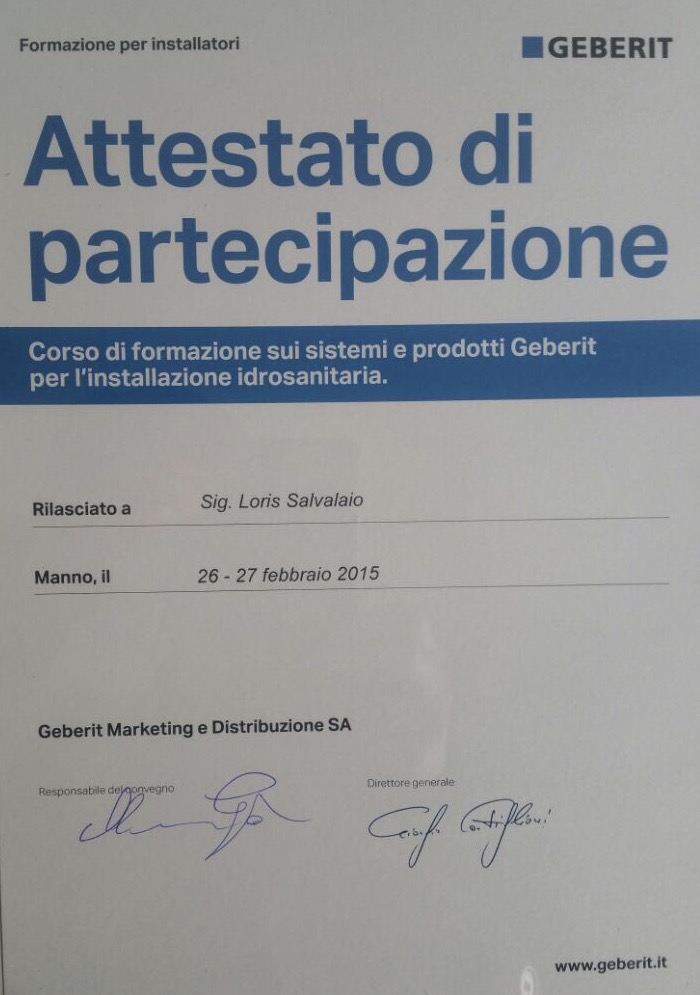 Formazione per installatori
GEBERIT
Attestato di
partecipazione
Corso di formazione sui sistemi e prodotti Geberit
per l'installazione idrosanitaria.
Rilasciato a Sig. Loris Salvalaio
Manno, il 26 - 27 febbraio 2015
Geberit Marketing e Distribuzione SA
Responsabile del convegno
Direttore generale
www.geberit.it